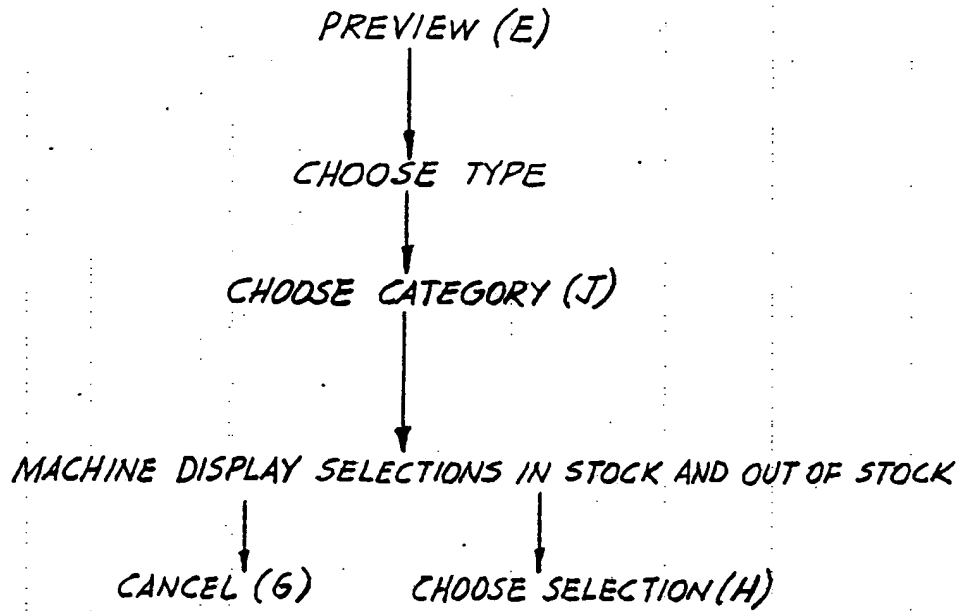 PREVIEW (E)
CHOOSE TYPE
CHOOSE CATEGORY (J)
MACHINE DISPLAY SELECTIONS IN STOCK AND OUT OF STOCK
CANCEL (G)
CHOOSE SELECTION (H)